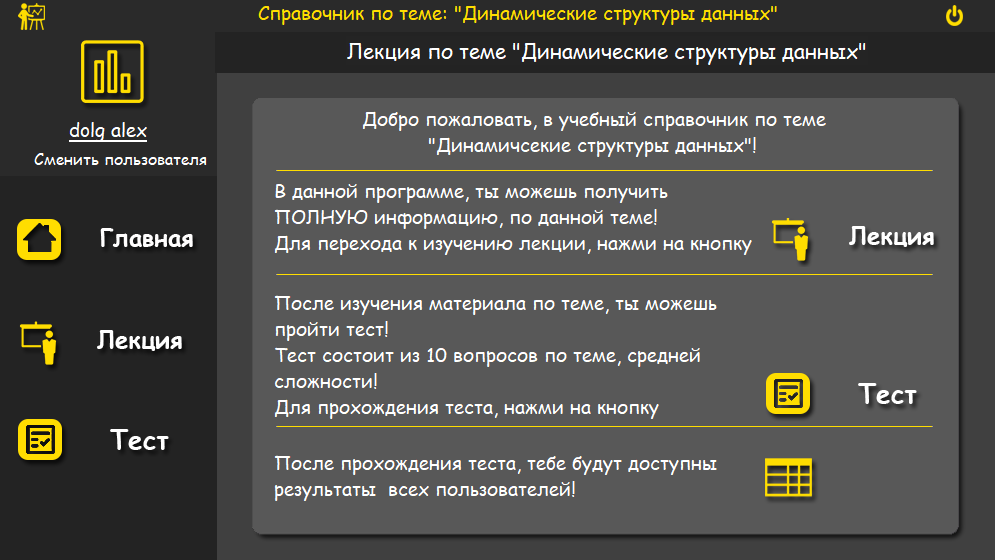 Справочник по теме: "Динамические структуры данных"
Лекция по теме "Динамические структуры данных"
dolg alex
Сменить пользователя
Главная
Лекция
Тест
Добро пожаловать, в учебный справочник по теме
"Динамичсекие структуры данных"!
В данной программе, ты можешь получить
ПОЛНУЮ информацию, по данной теме!
Для перехода к изучению лекции, нажми на кнопку
Лекция
После изучения материала по теме, ты можешь
пройти тест!
Тест состоит из 10 вопросов по теме, средней
сложности!
Для прохождения теста, нажми на кнопку
Тест
После прохождения теста, тебе будут доступны
результаты  всех пользователей!